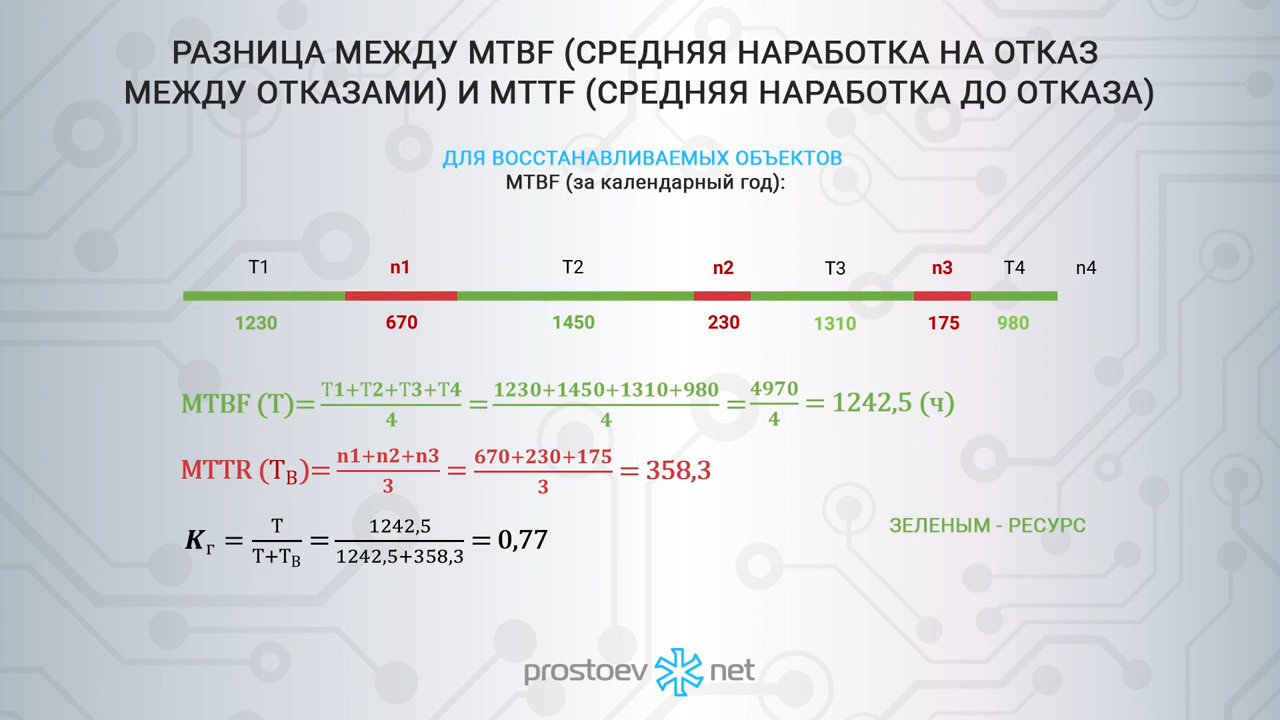 РАЗНИЦА МЕЖДУ MTBF (СРЕДНЯЯ НАРАБОТКА НА ОТКАЗ
МЕЖДУ ОТКАЗАМИ) И MTTF (СРЕДНЯЯ НАРАБОТКА ДО ОТКАЗА)
ДЛЯ ВОССТАНАВЛИВАЕМЫХ ОБЪЕКТОВ
MTBF (за календарный год):
T1 n1 T2 n2 T3 n3 T4 n4
1230 670 1450 230 1310 175 980
MTBF (T)= T1+T2+T3+T4/4 = 1230+1450+1310+980/4 = 4970/4 = 1242,5 (ч)
MTTR (TВ)= n1+n2+n3/3 = 670+230+175/3 = 358,3
Kг = T/T+TВ = 1242,5/1242,5+358,3 = 0,77
ЗЕЛЕНЫМ - РЕСУРС
prostoev net